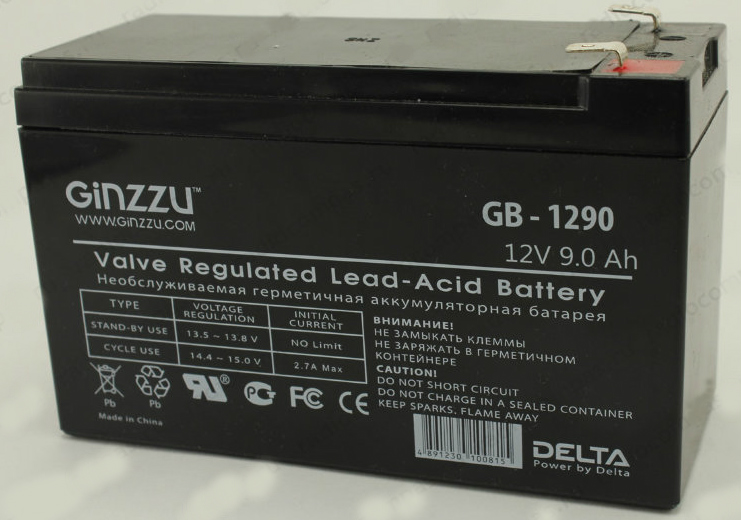 GiNZZU™
WWW.GiNZZU.COM
GB - 1290
12V 9.0 Ah
Valve Regulated Lead-Acid Battery
Необслуживаемая герметичная аккумуляторная батарея
TYPE VOLTAGE REGULATION INITIAL CURRENT
STAND-BY USE 13.5 ~ 13.8 V NO Limit
CYCLE USE 14.4 ~ 15.0 V 2.7A Max
ВНИМАНИЕ!
НЕ ЗАМЫКАТЬ КЛЕММЫ
НЕ ЗАРЯЖАТЬ В ГЕРМЕТИЧНОМ
КОНТЕЙНЕРЕ
CAUTION!
DO NOT SHORT CIRCUIT
DO NOT CHARGE IN A SEALED CONTAINER
KEEP SPARKS. FLAME AWAY
Pb Pb
Made in China
4 891230 100815
DELTA
Power by Delta